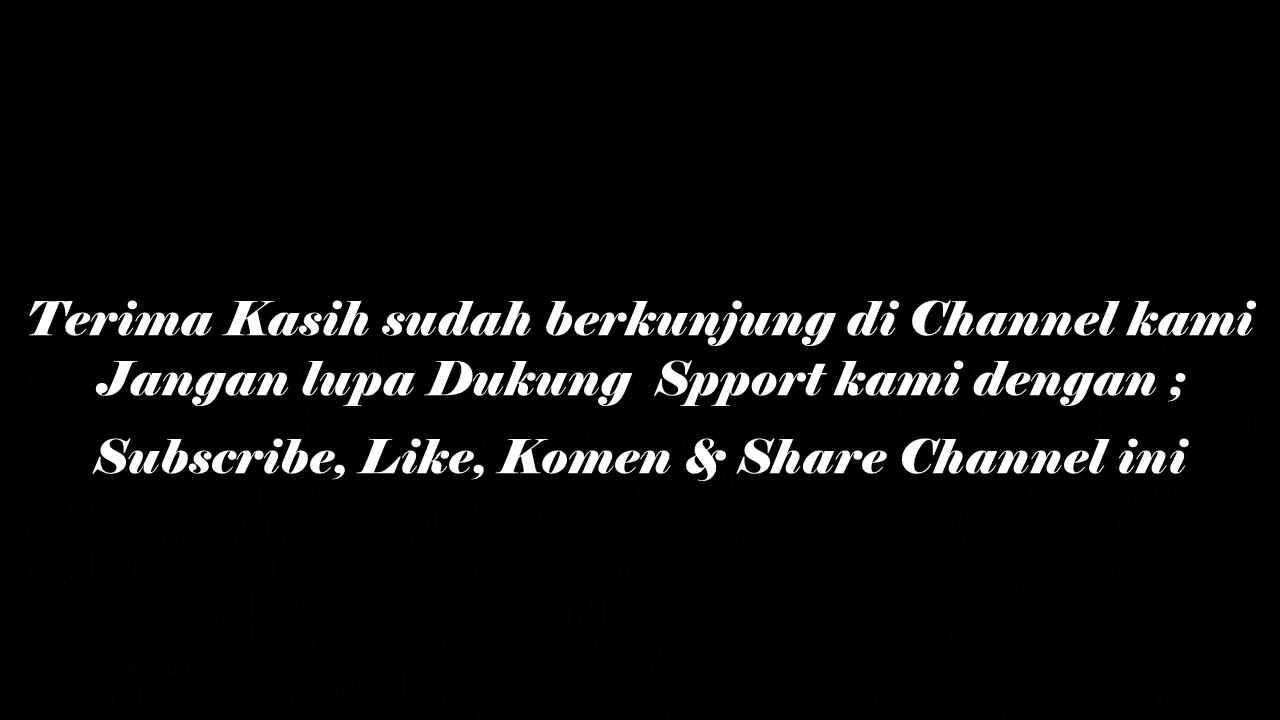 Terima Kasih sudah berkunjung di Channel kami
Jangan lupa Dukung Spport kami dengan ;
Subscribe, Like, Komen & Share Channel ini